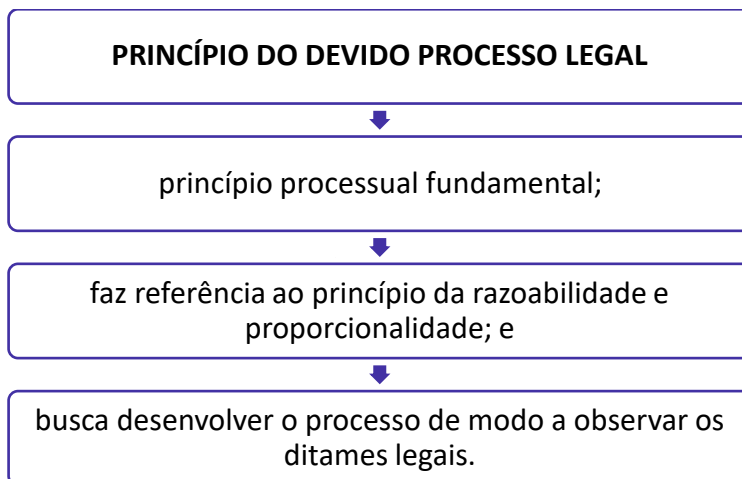 PRINCÍPIO DO DEVIDO PROCESSO LEGAL
princípio processual fundamental;
faz referência ao princípio da razoabilidade e
proporcionalidade; e
busca desenvolver o processo de modo a observar os
ditames legais.